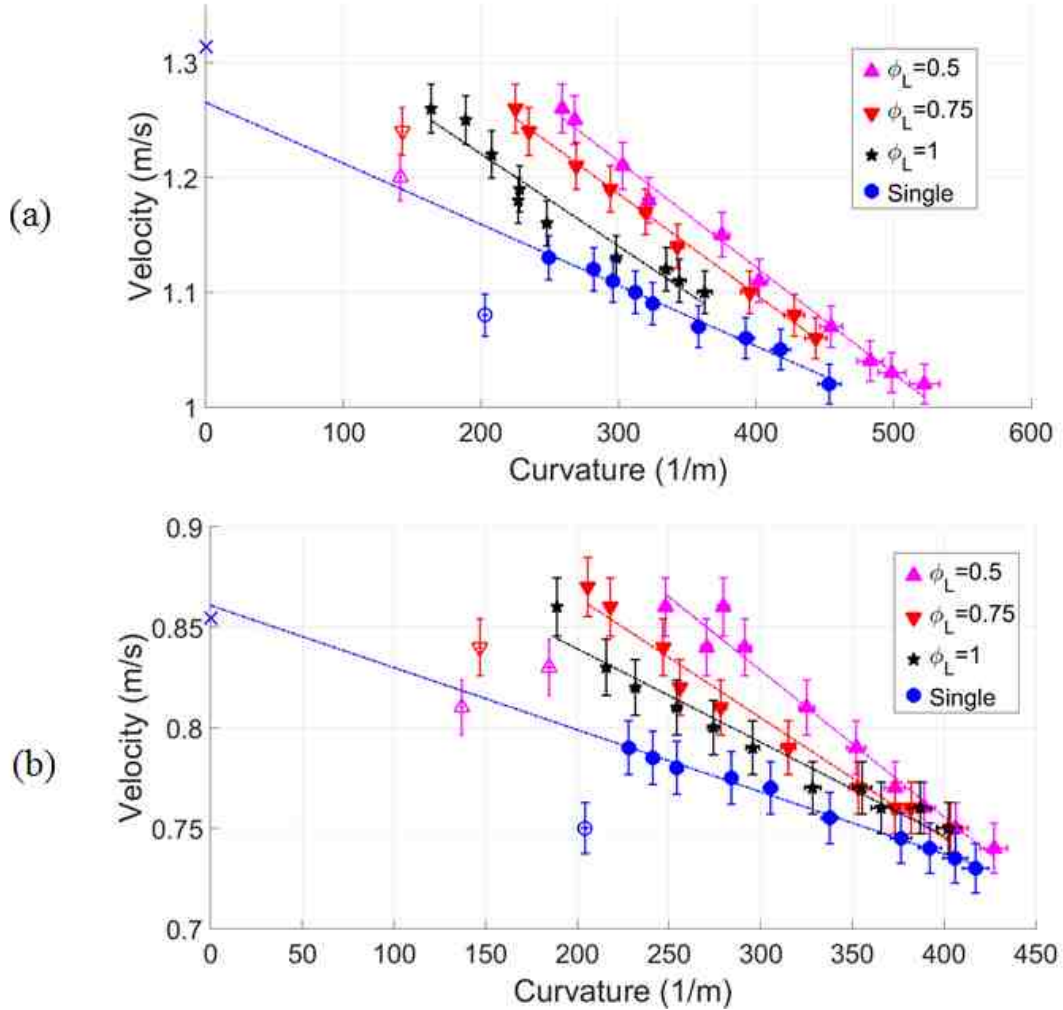 (a)
Velocity (m/s)
1.3
1.2
1.1
1
0 100 200 300 400 500 600
Curvature (1/m)
ϕL=0.5
ϕL=0.75
ϕL=1
Single
(b)
Velocity (m/s)
0.9
0.85
0.8
0.75
0.7
0 50 100 150 200 250 300 350 400 450
Curvature (1/m)
ϕL=0.5
ϕL=0.75
ϕL=1
Single